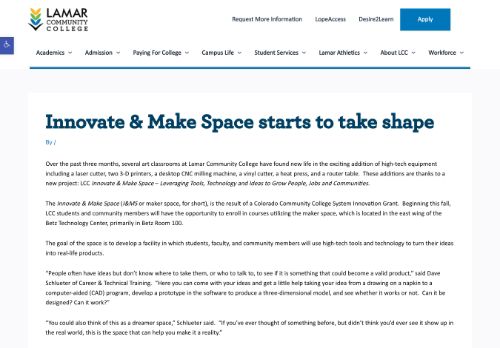 LAMAR
COMMUNITY
COLLEGE
Request More Information LopeAccess Desire2Learn Apply
Academics Admission Paying For College Campus Life Student Services Lamar Athletics About LCC Workforce
Innovate & Make Space starts to take shape
By /
Over the past three months, several art classrooms at Lamar Community College have found new life in the exciting addition of high-tech equipment
including a laser cutter, two 3-D printers, a desktop CNC milling machine, a vinyl cutter, a heat press, and a router table.  These additions are thanks to a
new project: LCC Innovate & Make Space – Leveraging Tools, Technology and Ideas to Grow People, Jobs and Communities.
The Innovate & Make Space (I&MS or maker space, for short), is the result of a Colorado Community College System Innovation Grant.  Beginning this fall,
LCC students and community members will have the opportunity to enroll in courses utilizing the maker space, which is located in the east wing of the
Betz Technology Center, primarily in Betz Room 100.
The goal of the space is to develop a facility in which students, faculty, and community members will use high-tech tools and technology to turn their ideas
into real-life products.
“People often have ideas but don’t know where to take them, or who to talk to, to see if it is something that could become a valid product,” said Dave
Schlueter of Career & Technical Training.  “Here you can come with your ideas and get a little help taking your idea from a drawing on a napkin to a
computer-aided (CAD) program, develop a prototype in the software to produce a three-dimensional model, and see whether it works or not.  Can it be
designed? Can it work?”
“You could also think of this as a dreamer space,” Schlueter said.  “If you’ve ever thought of something before, but didn’t think you’d ever see it show up in
the real world, this is the space that can help you make it a reality.”